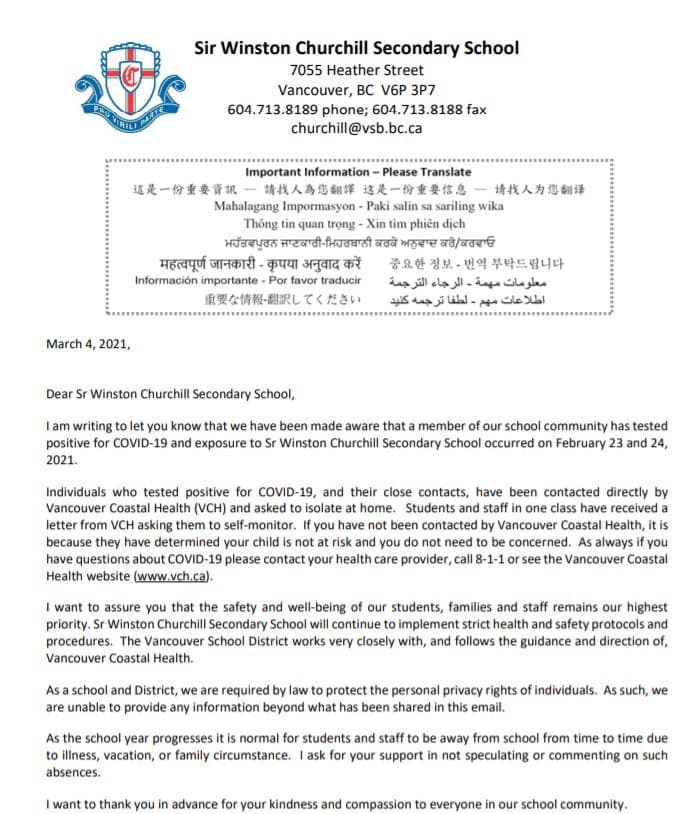 Sir Winston Churchill Secondary School
7055 Heather Street
Vancouver, BC V6P 3P7
604.713.8189 phone; 604.713.8188 fax
churchill@vsb.bc.ca
PRO VIRILI PARTE
Important Information – Please Translate
這是一份重要資訊 — 請找人為您翻譯 这是一份重要信息 — 请找人为您翻译
Mahalagang Impormasyon - Paki salin sa sariling wika
Thông tin quan trọng - Xin tìm phiên dịch
ਮਹੱਤਵਪੂਰਨ ਜਾਣਕਾਰੀ-ਮਿਹਰਬਾਨੀ ਕਰਕੇ ਅਨੁਵਾਦ ਕਰੋ/ਕਰਵਾਓ
महत्वपूर्ण जानकारी - कृपया अनुवाद करें 중요한 정보 - 번역 부탁드립니다
Información importante - Por favor traducir معلومات مهمة - الرجاء الترجمة
重要な情報-翻訳してください اطلاعات مهم - لطفا ترجمه کنید
March 4, 2021,
Dear Sr Winston Churchill Secondary School,
I am writing to let you know that we have been made aware that a member of our school community has tested
positive for COVID-19 and exposure to Sr Winston Churchill Secondary School occurred on February 23 and 24,
2021.
Individuals who tested positive for COVID-19, and their close contacts, have been contacted directly by
Vancouver Coastal Health (VCH) and asked to isolate at home. Students and staff in one class have received a
letter from VCH asking them to self-monitor. If you have not been contacted by Vancouver Coastal Health, it is
because they have determined your child is not at risk and you do not need to be concerned. As always if you
have questions about COVID-19 please contact your health care provider, call 8-1-1 or see the Vancouver Coastal
Health website (www.vch.ca).
I want to assure you that the safety and well-being of our students, families and staff remains our highest
priority. Sr Winston Churchill Secondary School will continue to implement strict health and safety protocols and
procedures. The Vancouver School District works very closely with, and follows the guidance and direction of,
Vancouver Coastal Health.
As a school and District, we are required by law to protect the personal privacy rights of individuals. As such, we
are unable to provide any information beyond what has been shared in this email.
As the school year progresses it is normal for students and staff to be away from school from time to time due
to illness, vacation, or family circumstance. I ask for your support in not speculating or commenting on such
absences.
I want to thank you in advance for your kindness and compassion to everyone in our school community.